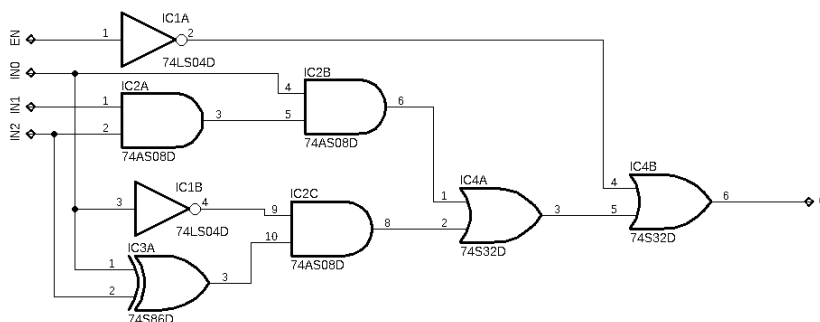 IC1A
EN
1
2
74LS04D
IN0
IC2A
IC2B
IN1
1
4
6
3
5
IN2
2
74AS08D
74AS08D
IC1B
IC2C
IC4A
IC4B
3
4
9
1
4
6
74LS04D
8
2
3
5
10
74S32D
74S32D
IC3A
74AS08D
1
3
2
74S86D